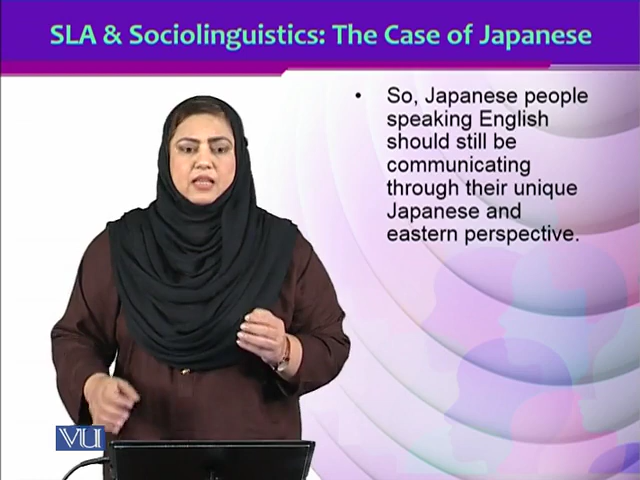 SLA & Sociolinguistics: The Case of Japanese
• So, Japanese people
speaking English
should still be
communicating
through their unique
Japanese and
eastern perspective.
VU